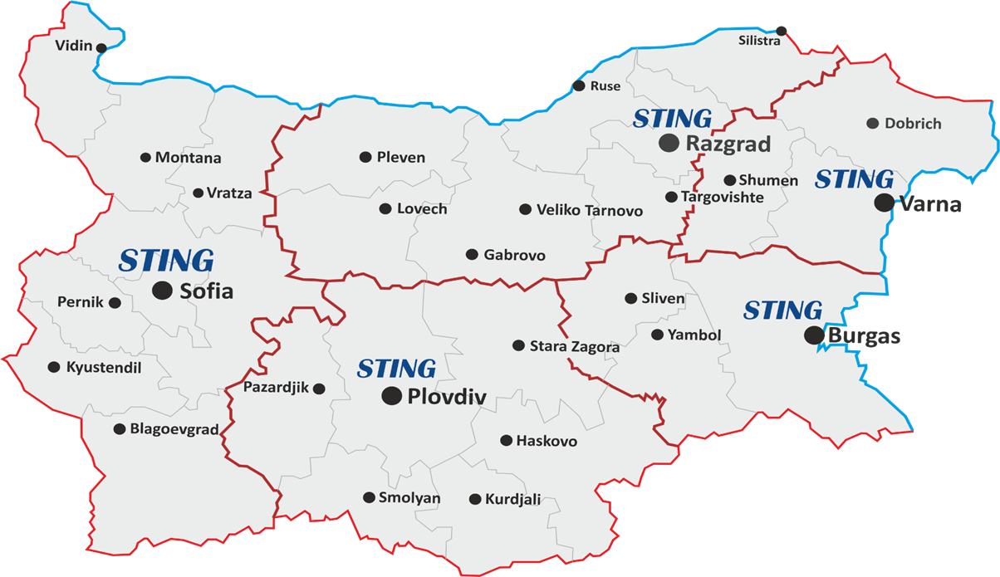 Silistra
Vidin
Ruse
STING
Dobrich
Razgrad
Montana
Pleven
STING
Shumen
Vratza
Targovishte
Varna
Lovech
Veliko Tarnovo
Gabrovo
STING
Sofia
Sliven
Pernik
STING
Yambol
Burgas
Stara Zagora
Kyustendil
STING
Pazardjik
Plovdiv
Blagoevgrad
Haskovo
Smolyan
Kurdjali